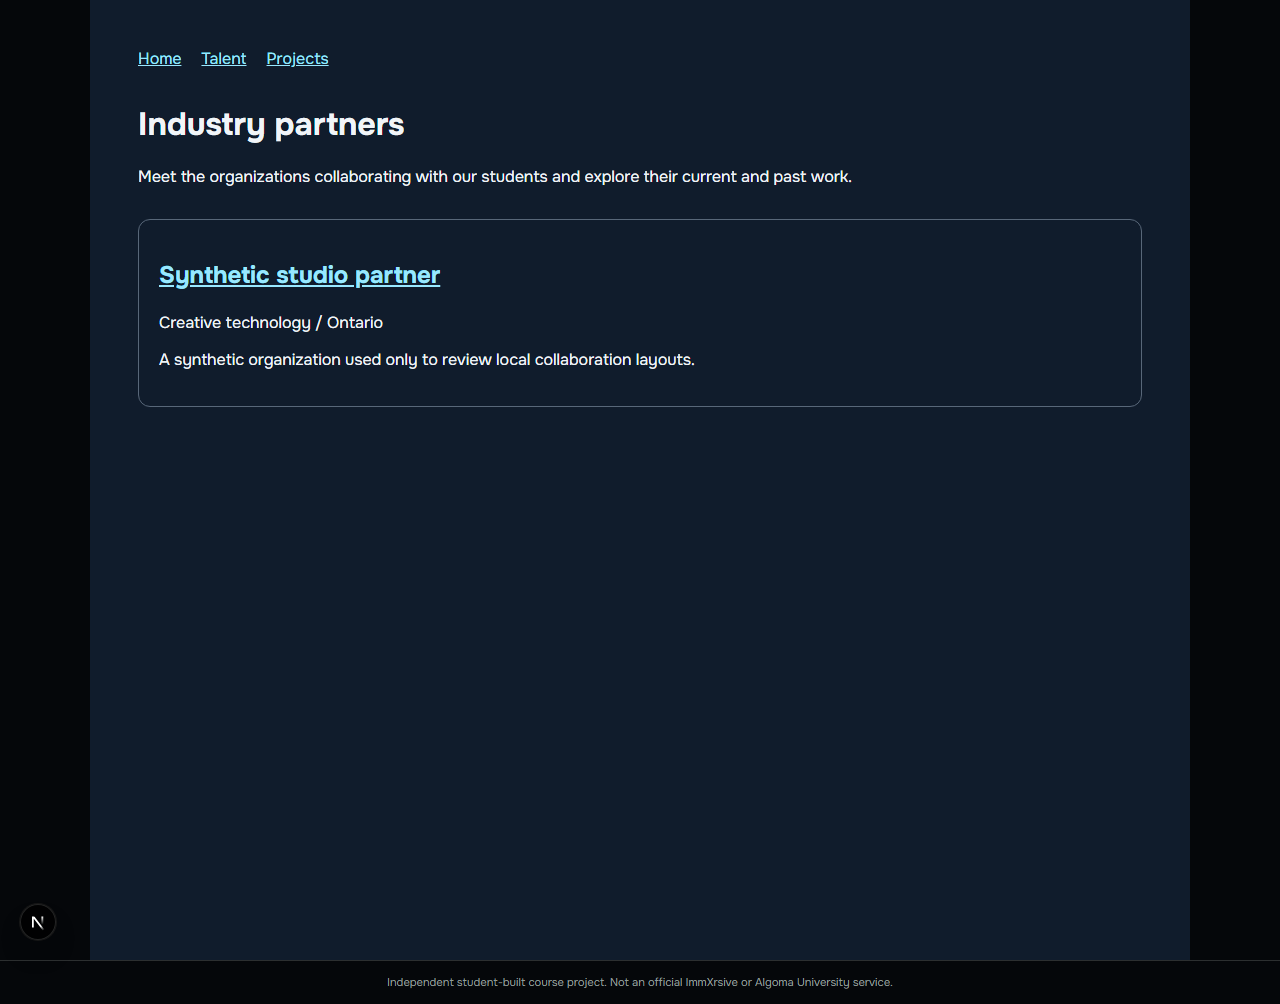 Home Talent Projects
Industry partners
Meet the organizations collaborating with our students and explore their current and past work.
Synthetic studio partner
Creative technology / Ontario
A synthetic organization used only to review local collaboration layouts.
N
Independent student-built course project. Not an official ImmXrsive or Algoma University service.